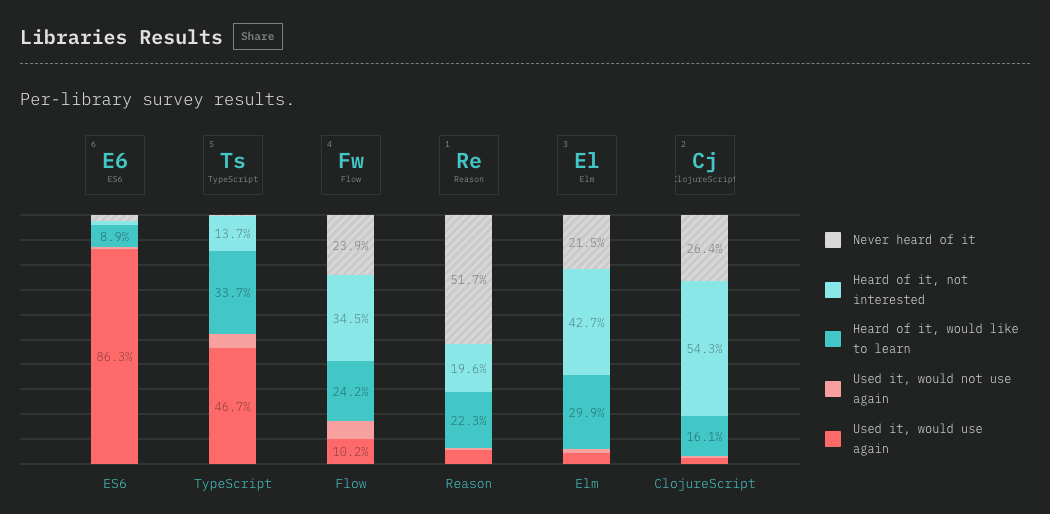 Libraries Results
Share
Per-library survey results.
6
E6
ES6
5
Ts
TypeScript
4
Fw
Flow
1
Re
Reason
3
El
Elm
2
Cj
ClojureScript
8.9%
86.3%
13.7%
33.7%
46.7%
23.9%
34.5%
24.2%
10.2%
51.7%
19.6%
22.3%
21.5%
42.7%
29.9%
26.4%
54.3%
16.1%
Never heard of it
Heard of it, not
interested
Heard of it, would like
to learn
Used it, would not use
again
Used it, would use
again
ES6
TypeScript
Flow
Reason
Elm
ClojureScript